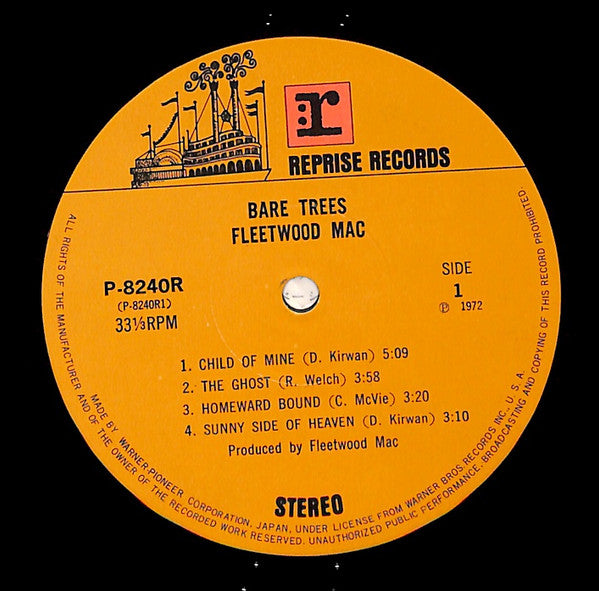 r
REPRISE RECORDS
BARE TREES
FLEETWOOD MAC
P-8240R
(P-8240R1)
33⅓RPM
SIDE
1
Ⓟ 1972
1. CHILD OF MINE (D. Kirwan) 5:09
2. THE GHOST (R. Welch) 3:58
3. HOMEWARD BOUND (C. McVie) 3:20
4. SUNNY SIDE OF HEAVEN (D. Kirwan) 3:10
Produced by Fleetwood Mac
STEREO
ALL RIGHTS OF THE MANUFACTURER AND OF THE OWNER OF THE RECORDED WORK RESERVED. UNAUTHORIZED PUBLIC PERFORMANCE, BROADCASTING AND COPYING OF THIS RECORD PROHIBITED.
MADE BY WARNER-PIONEER CORPORATION, JAPAN, UNDER LICENSE FROM WARNER BROS RECORDS INC., U.S.A.